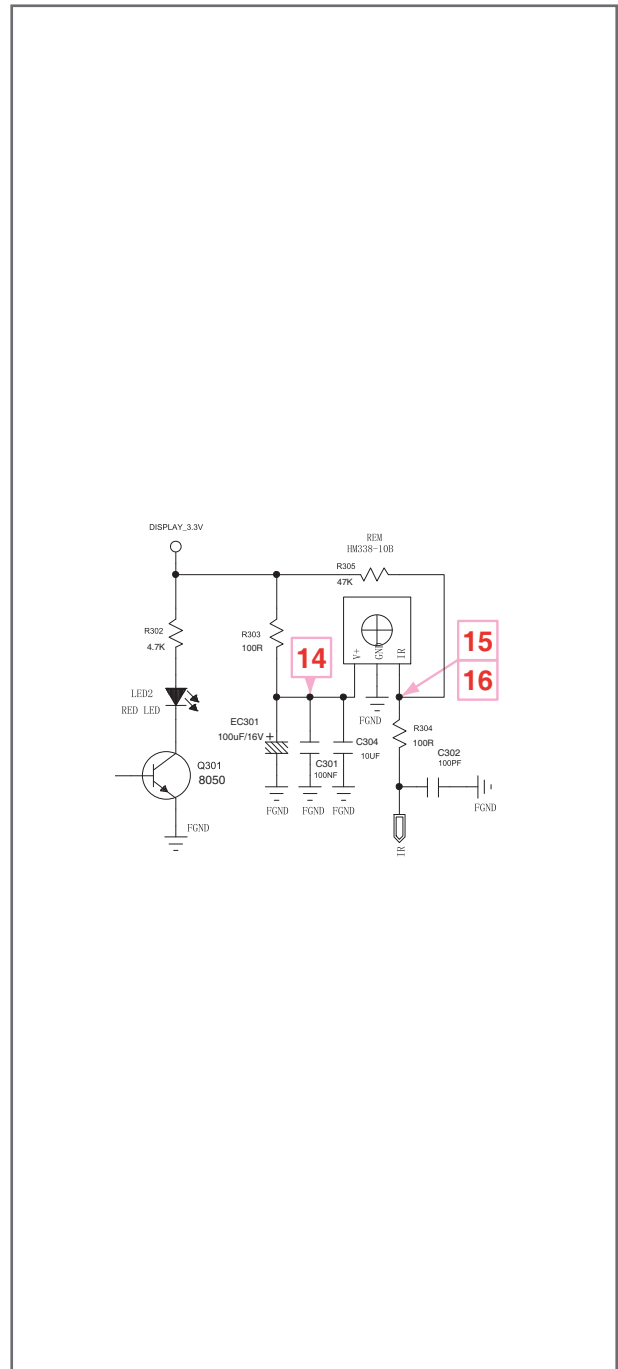 DISPLAY_3.3V
REM
HM338-10B
R305
47K
R302
4.7K
R303
100R
14
V+
GND
IR
15
16
LED2
RED LED
FGND
EC301
100uF/16V
+
R304
100R
C304
10UF
C302
100PF
Q301
8050
C301
100NF
FGND
FGND
FGND
FGND
FGND
IR